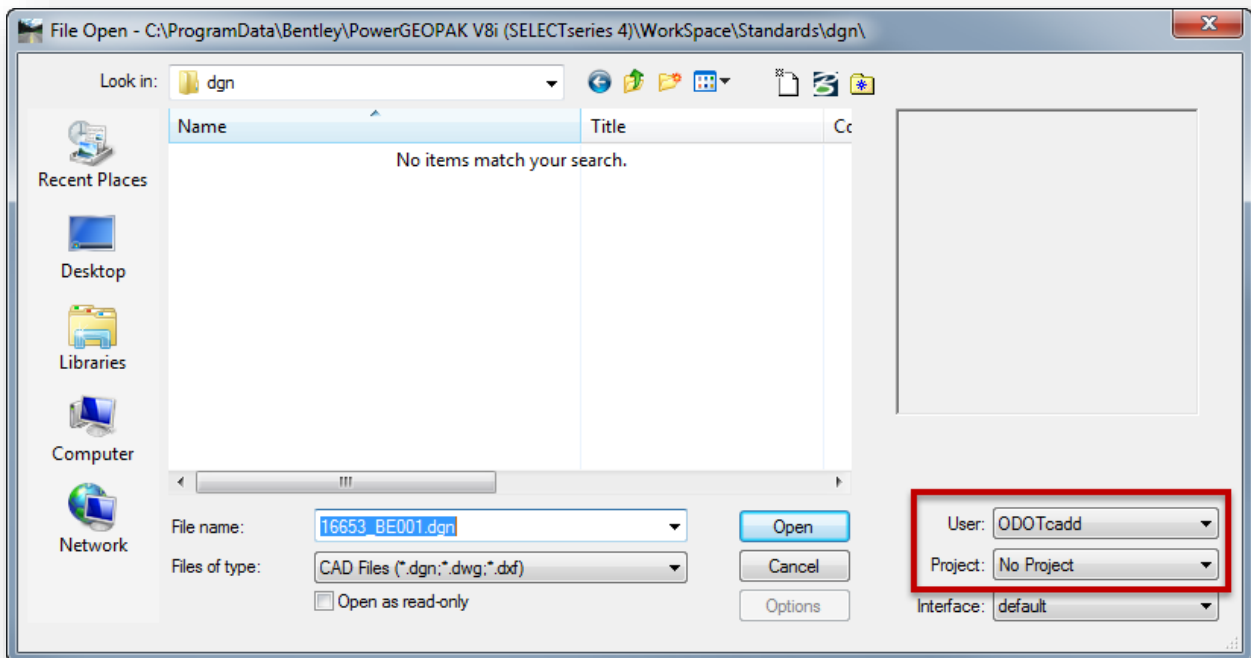 File Open - C:\ProgramData\Bentley\PowerGEOPAK V8i (SELECTseries 4)\WorkSpace\Standards\dgn\
Look in: dgn
Name Title Co
No items match your search.
Recent Places
Desktop
Libraries
Computer
Network
File name: 16653_BE001.dgn Open
Files of type: CAD Files (*.dgn;*.dwg;*.dxf) Cancel
Open as read-only Options
User: ODOTcadd
Project: No Project
Interface: default